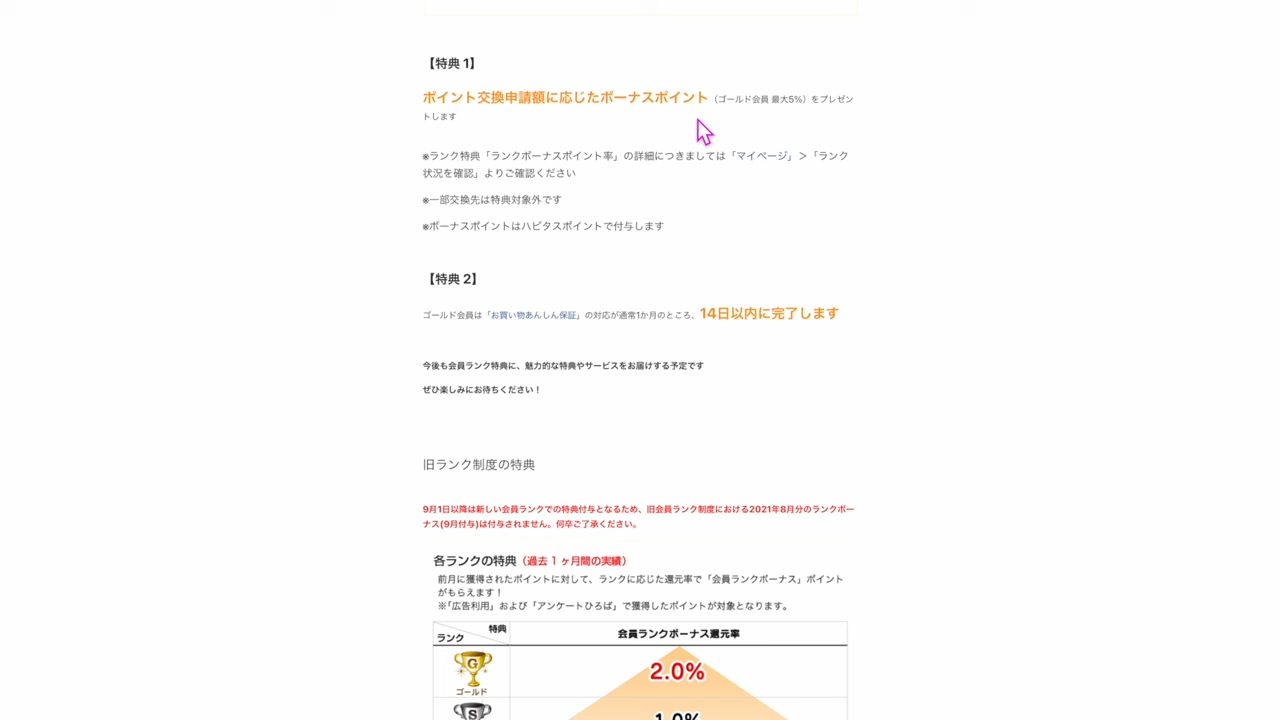 【特典 1】
ポイント交換申請額に応じたボーナスポイント（ゴールド会員 最大5%）をプレゼン
トします
※ランク特典「ランクボーナスポイント率」の詳細につきましては「マイページ」＞「ランク
状況を確認」よりご確認ください
※一部交換先は特典対象外です
※ボーナスポイントはハピタスポイントで付与します
【特典 2】
ゴールド会員は「お買い物あんしん保証」の対応が通常1か月のところ、14日以内に完了します
今後も会員ランク特典に、魅力的な特典やサービスをお届けする予定です
ぜひ楽しみにお待ちください！
旧ランク制度の特典
9月1日以降は新しい会員ランクでの特典付与となるため、旧会員ランク制度における2021年8月分のランクボー
ナス(9月付与)は付与されません。何卒ご了承ください。
各ランクの特典（過去１ヶ月間の実績）
前月に獲得されたポイントに対して、ランクに応じた還元率で「会員ランクボーナス」ポイント
がもらえます！
※「広告利用」および「アンケートひろば」で獲得したポイントが対象となります。
特典
ランク
会員ランクボーナス還元率
G
ゴールド
2.0%
S
1.0%